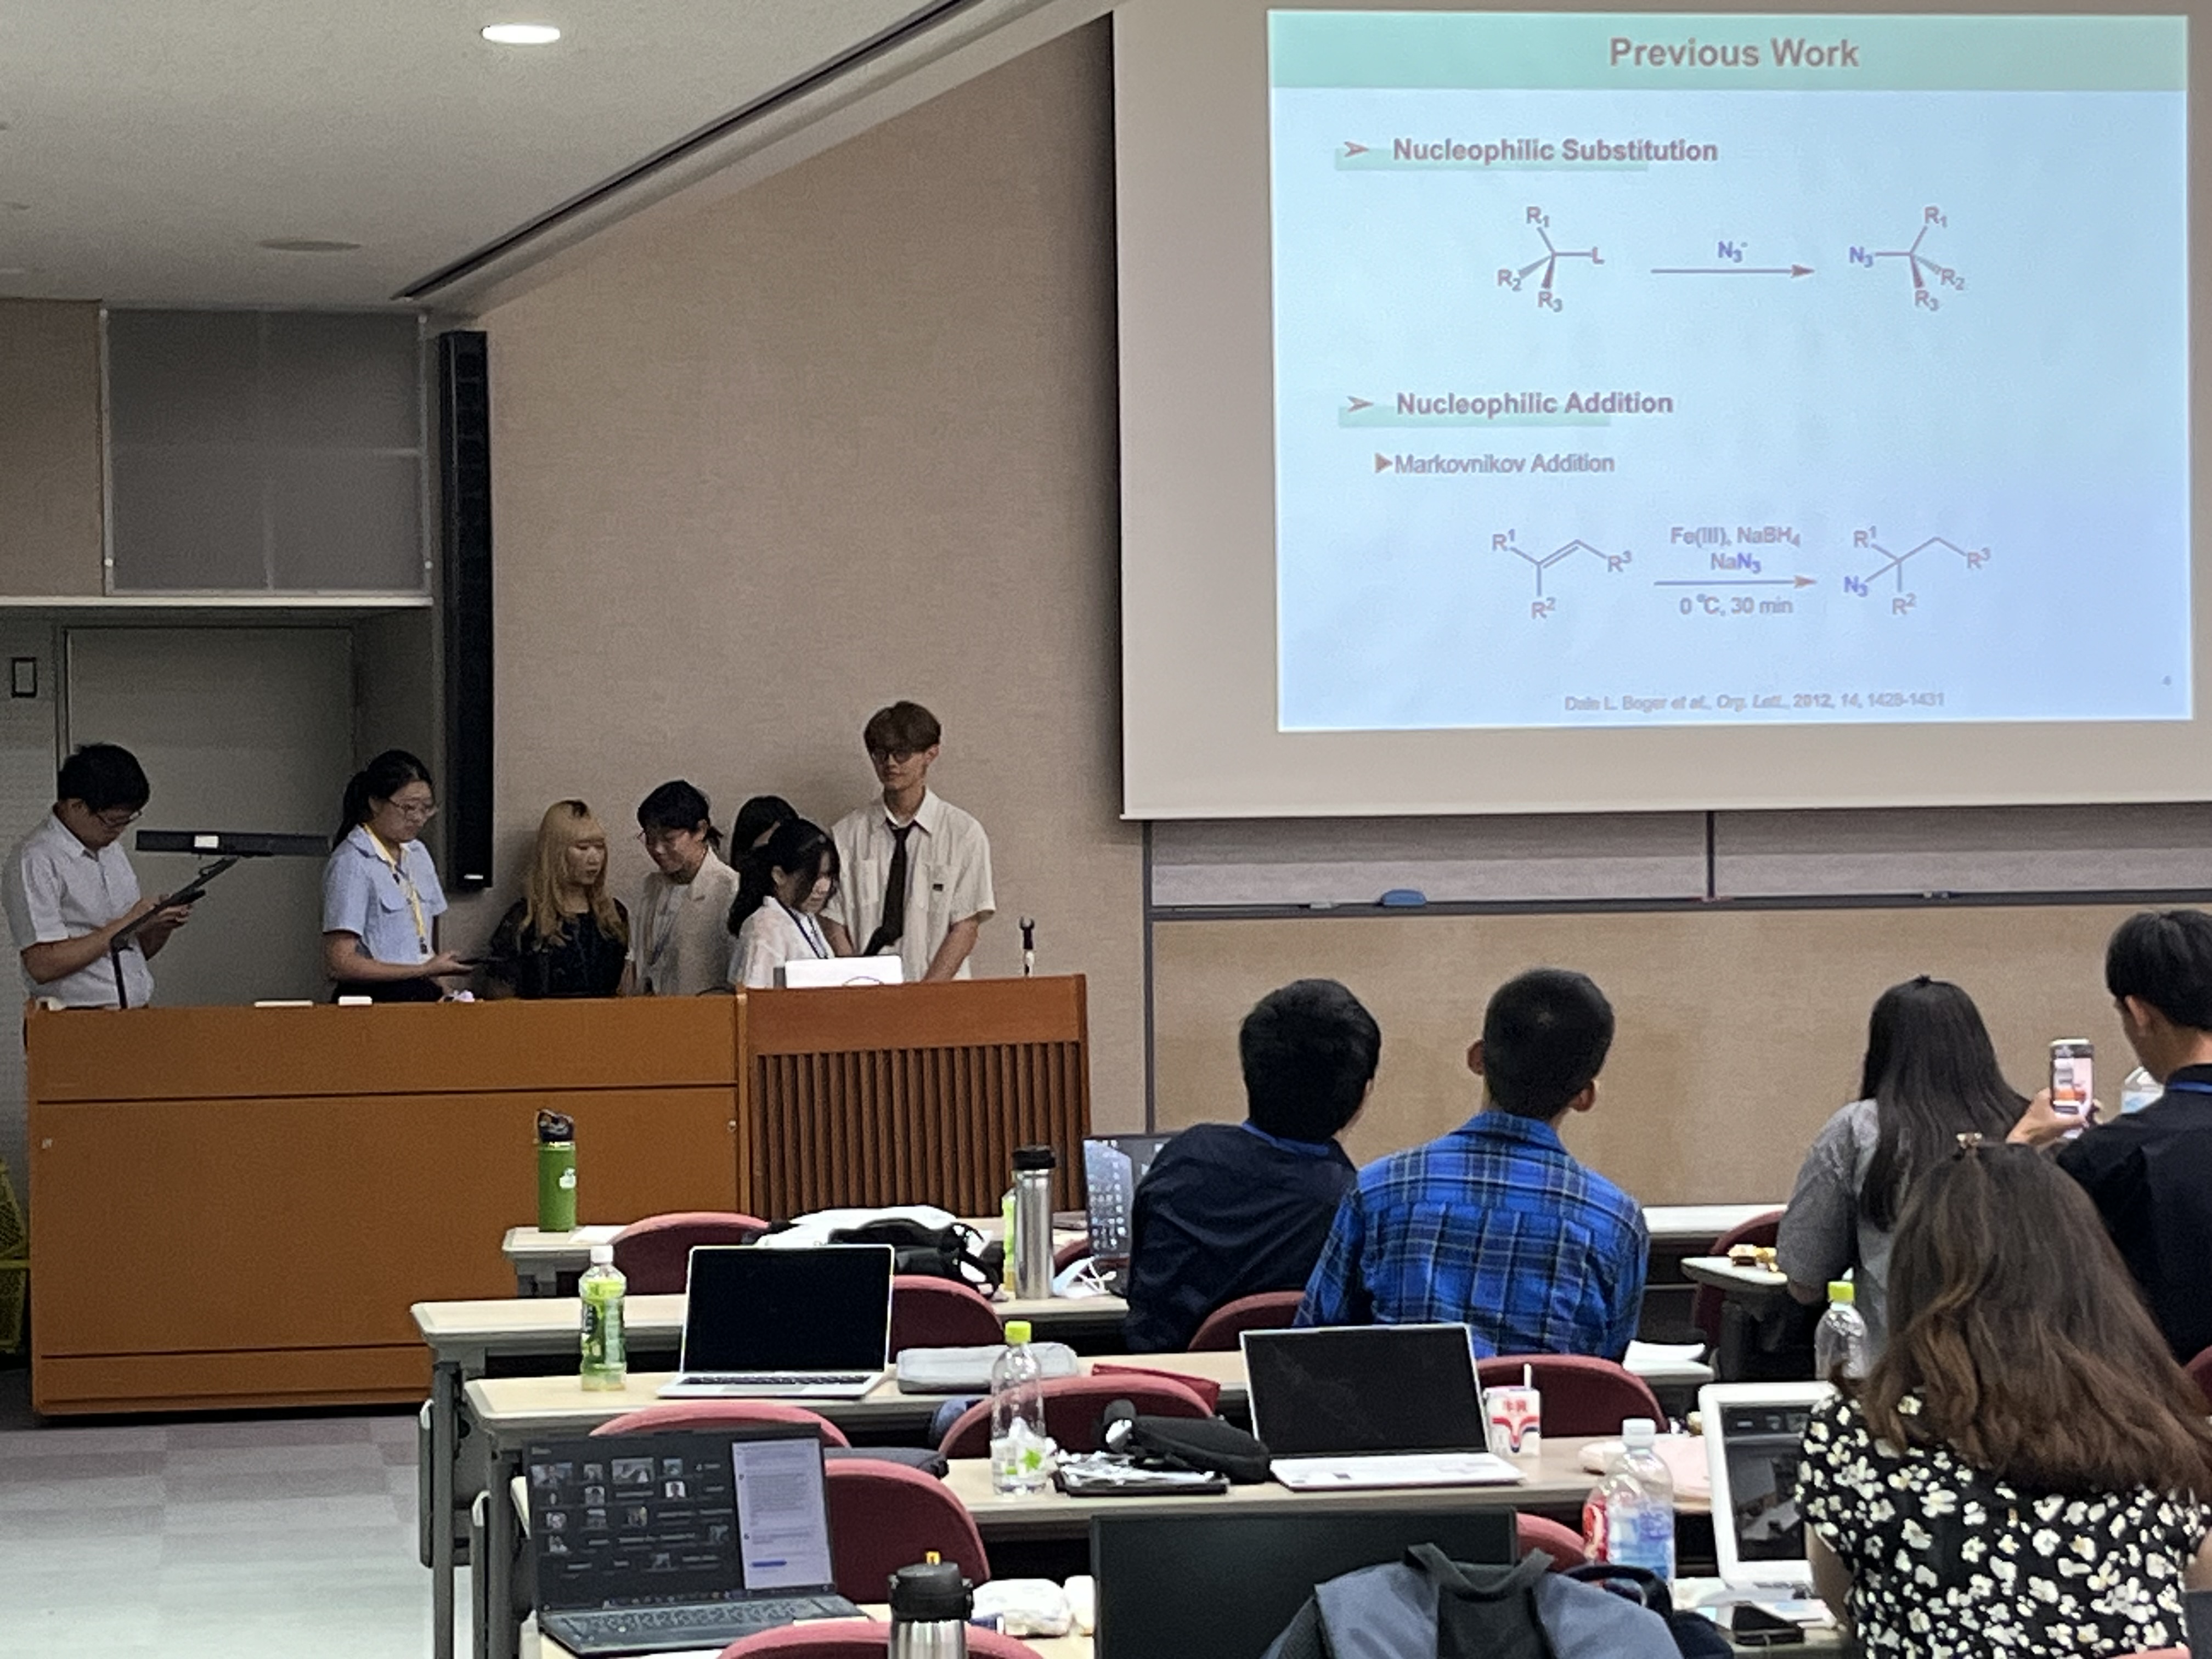 Previous Work
➢ Nucleophilic Substitution
R₁
L
R₂
R₃
N₃⁻
R₁
N₃
R₂
R₃
➢ Nucleophilic Addition
▶Markovnikov Addition
R¹
R³
R²
Fe(III), NaBH₄
NaN₃
0 °C, 30 min
R¹
R³
N₃
R²
Dale L. Boger et al., Org. Lett., 2012, 14, 1428-1431